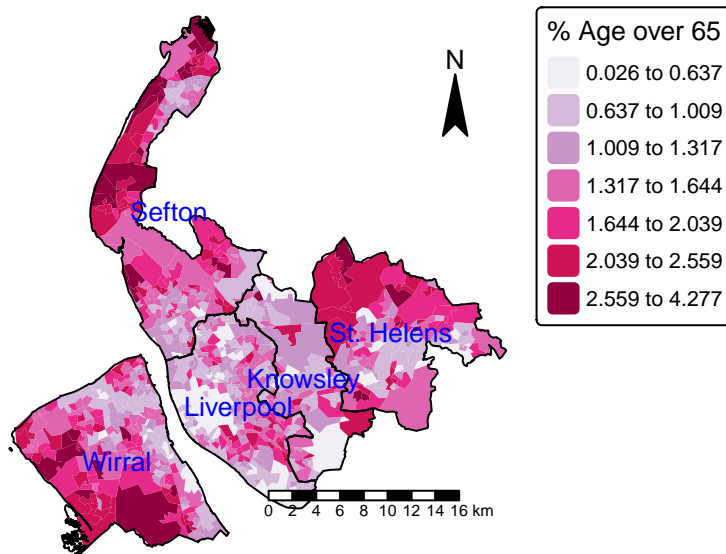 % Age over 65
0.026 to 0.637
0.637 to 1.009
1.009 to 1.317
1.317 to 1.644
1.644 to 2.039
2.039 to 2.559
2.559 to 4.277
N
Sefton
St. Helens
Knowsley
Liverpool
Wirral
0 2 4 6 8 10 12 14 16 km